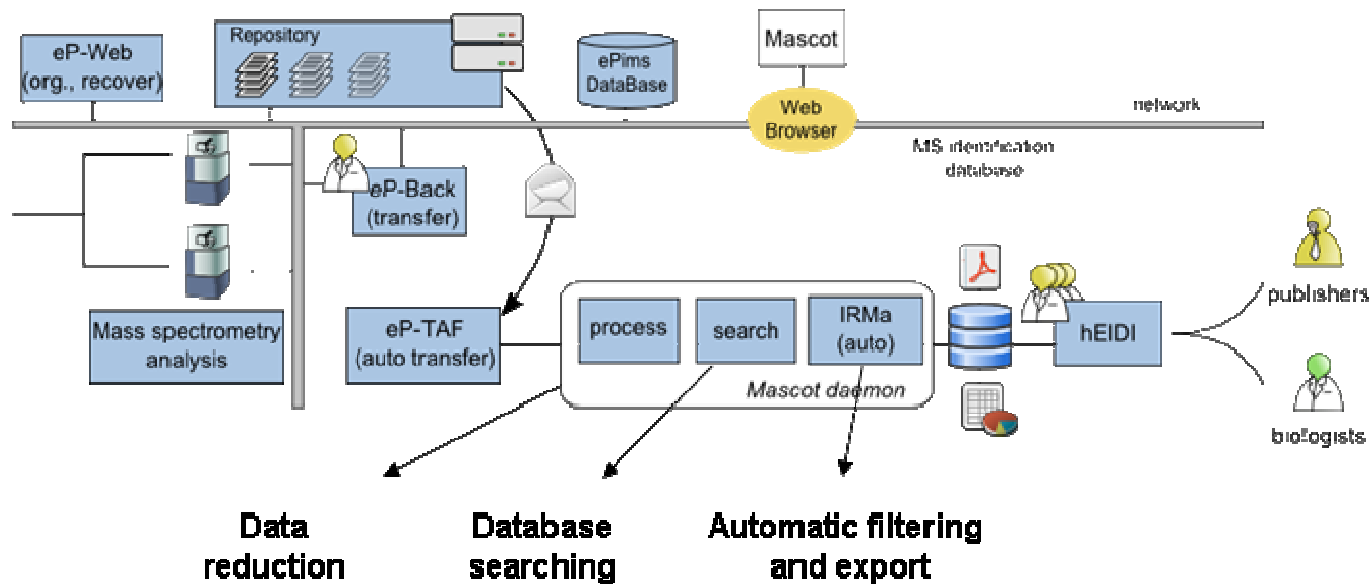 eP-Web
(org., recover)
Repository
ePims
DataBase
Mascot
Web
Browser
network
MS identification
database
eP-Back
(transfer)
Mass spectrometry
analysis
eP-TAF
(auto transfer)
process
search
IRMa
(auto)
Mascot daemon
hEIDI
publishers
biologists
Data
reduction
Database
searching
Automatic filtering
and export